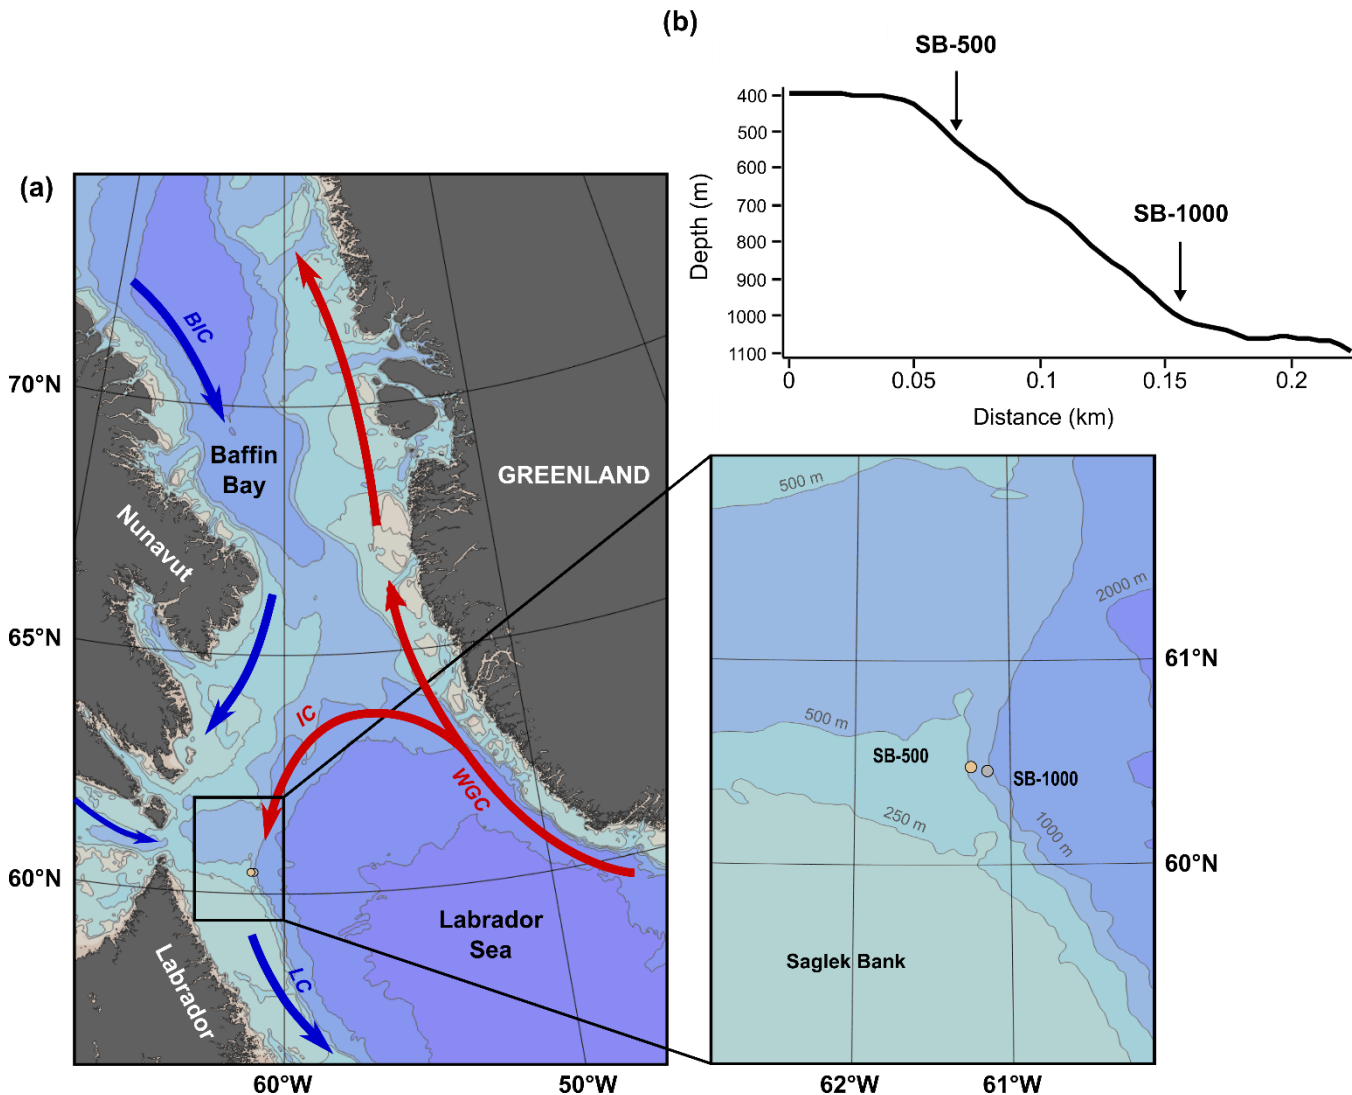 (b)
SB-500
SB-1000
400
500
600
700
800
900
1000
1100
Depth (m)
0
0.05
0.1
0.15
0.2
Distance (km)
(a)
70°N
65°N
60°N
60°W
50°W
BIC
Baffin
Bay
GREENLAND
Nunavut
IC
WGC
Labrador
Sea
Labrador
LC
500 m
2000 m
500 m
SB-500
SB-1000
250 m
1000 m
Saglek Bank
61°N
60°N
62°W
61°W